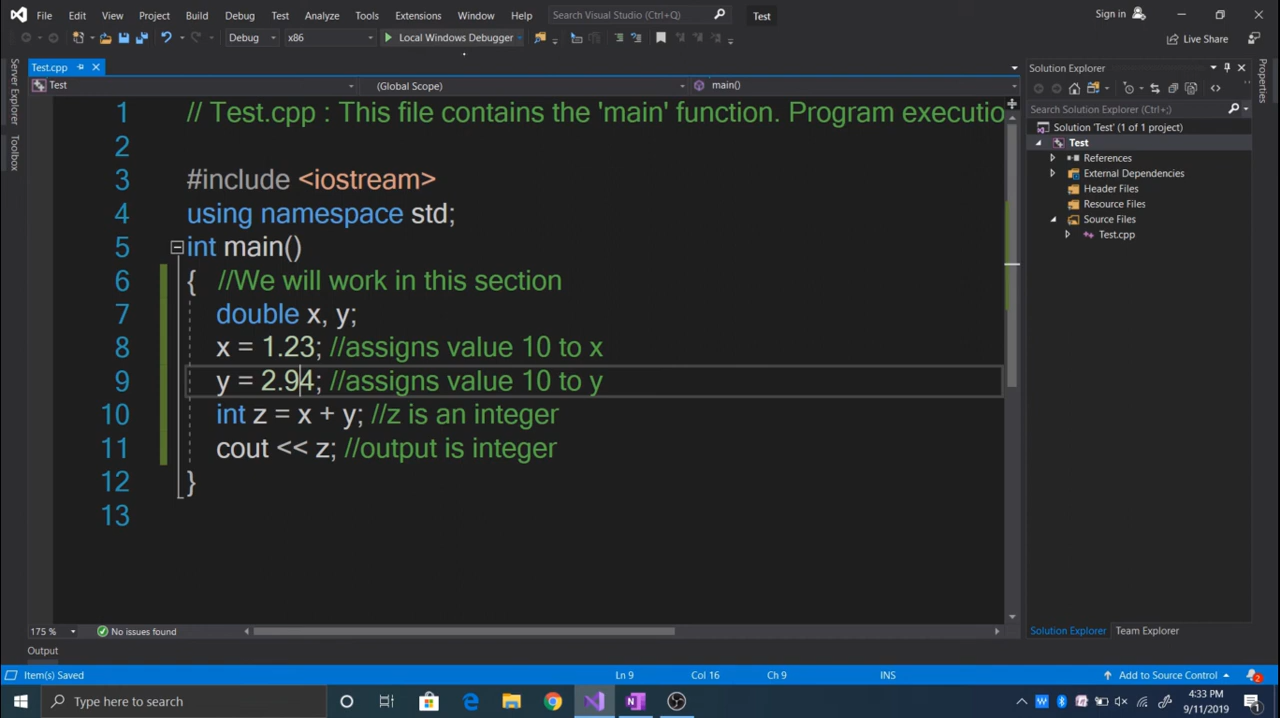 File Edit View Project Build Debug Test Analyze Tools Extensions Window Help Search Visual Studio (Ctrl+Q) Test Sign in
Debug x86 Local Windows Debugger Live Share
Server Explorer
Toolbox
Test.cpp
Test (Global Scope) main()
1 // Test.cpp : This file contains the 'main' function. Program executio
2
3 #include <iostream>
4 using namespace std;
5 int main()
6 { //We will work in this section
7 double x, y;
8 x = 1.23; //assigns value 10 to x
9 y = 2.94; //assigns value 10 to y
10 int z = x + y; //z is an integer
11 cout << z; //output is integer
12 }
13
175 % No issues found
Output
Solution Explorer
Search Solution Explorer (Ctrl+;)
Solution 'Test' (1 of 1 project)
Test
References
External Dependencies
Header Files
Resource Files
Source Files
Test.cpp
Solution Explorer Team Explorer
Properties
Item(s) Saved Ln 9 Col 16 Ch 9 INS Add to Source Control 2
Type here to search
4:33 PM
9/11/2019
1